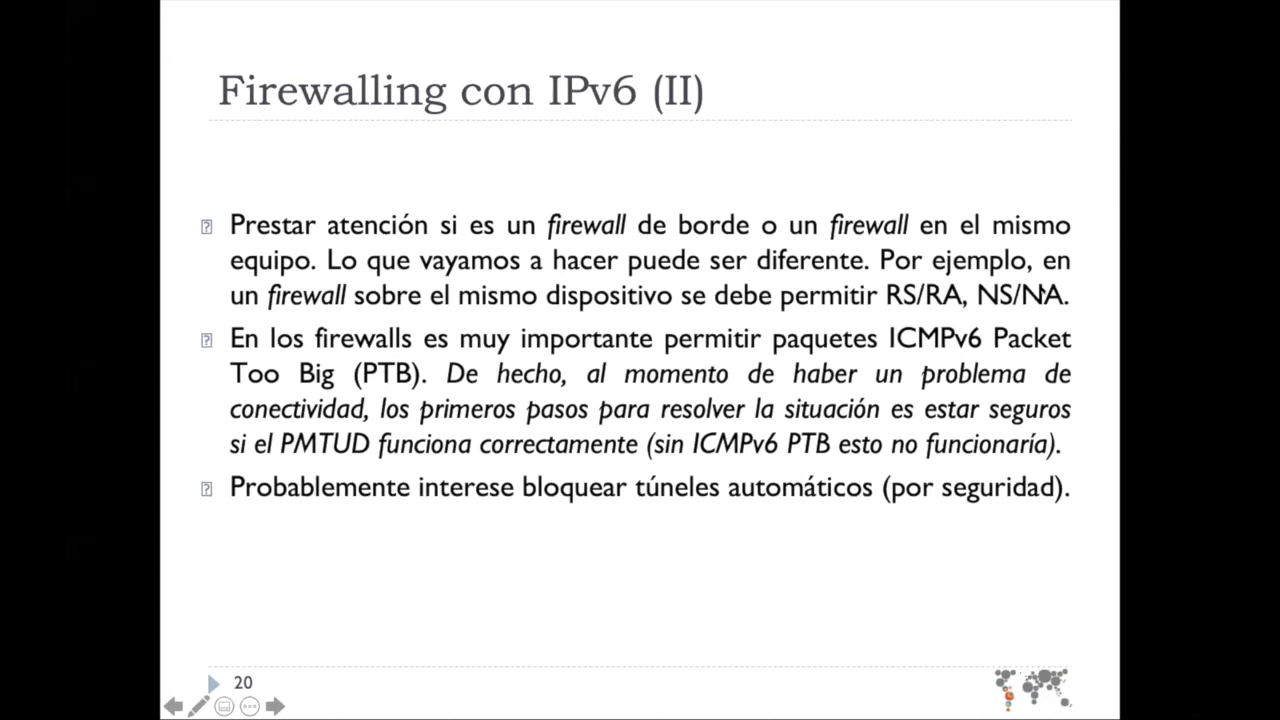 Firewalling con IPv6 (II)
Prestar atención si es un firewall de borde o un firewall en el mismo
equipo. Lo que vayamos a hacer puede ser diferente. Por ejemplo, en
un firewall sobre el mismo dispositivo se debe permitir RS/RA, NS/NA.
En los firewalls es muy importante permitir paquetes ICMPv6 Packet
Too Big (PTB). De hecho, al momento de haber un problema de
conectividad, los primeros pasos para resolver la situación es estar seguros
si el PMTUD funciona correctamente (sin ICMPv6 PTB esto no funcionaría).
Probablemente interese bloquear túneles automáticos (por seguridad).
20